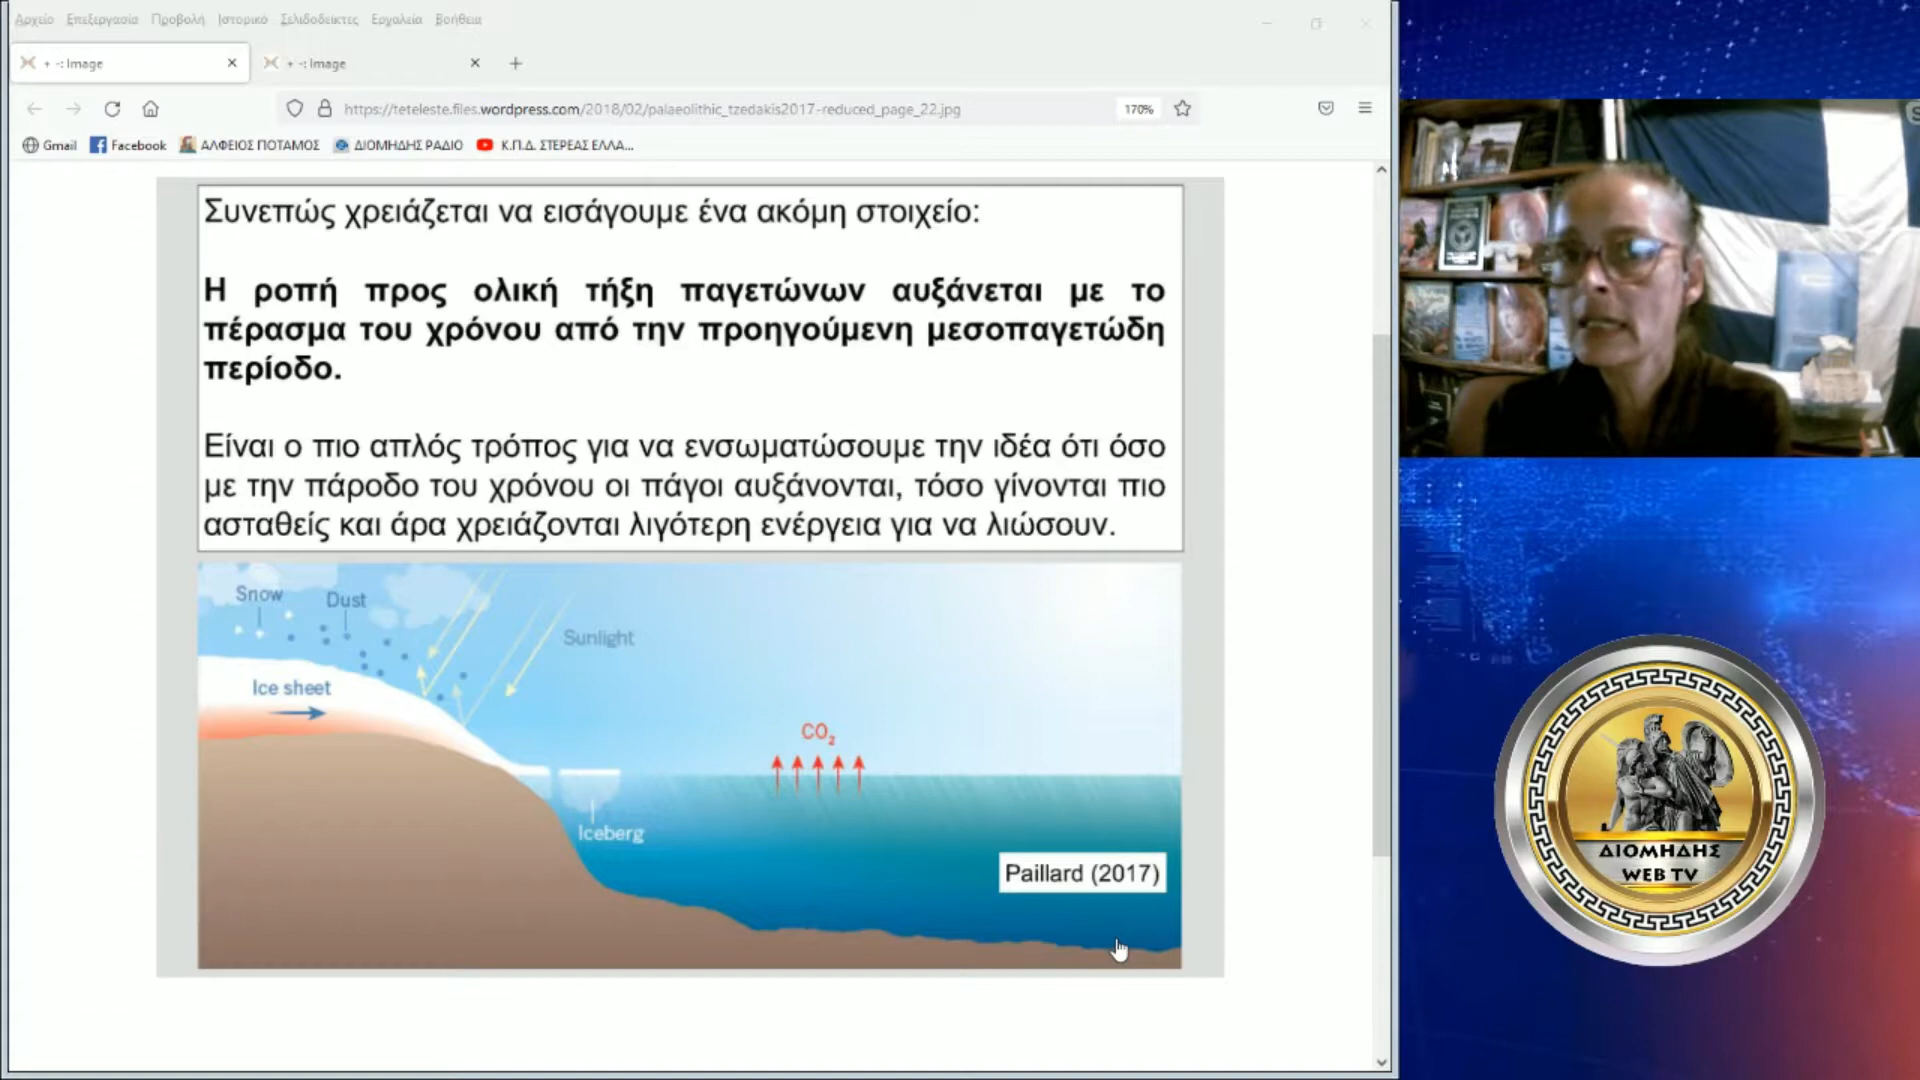 Αρχείο Επεξεργασία Προβολή Ιστορικό Σελιδοδείκτες Εργαλεία Βοήθεια
+ -: Image
+ -: Image
https://teteleste.files.wordpress.com/2018/02/palaeolithic_tzedakis2017-reduced_page_22.jpg
170%
Gmail
Facebook
ΑΛΦΕΙΟΣ ΠΟΤΑΜΟΣ
ΔΙΟΜΗΔΗΣ ΡΑΔΙΟ
Κ.Π.Δ. ΣΤΕΡΕΑΣ ΕΛΛΑ...
Συνεπώς χρειάζεται να εισάγουμε ένα ακόμη στοιχείο:
Η ροπή προς ολική τήξη παγετώνων αυξάνεται με το
πέρασμα του χρόνου από την προηγούμενη μεσοπαγετώδη
περίοδο.
Είναι ο πιο απλός τρόπος για να ενσωματώσουμε την ιδέα ότι όσο
με την πάροδο του χρόνου οι πάγοι αυξάνονται, τόσο γίνονται πιο
ασταθείς και άρα χρειάζονται λιγότερη ενέργεια για να λιώσουν.
Snow
Dust
Sunlight
Ice sheet
CO2
Iceberg
Paillard (2017)
ΔΙΟΜΗΔΗΣ
WEB TV